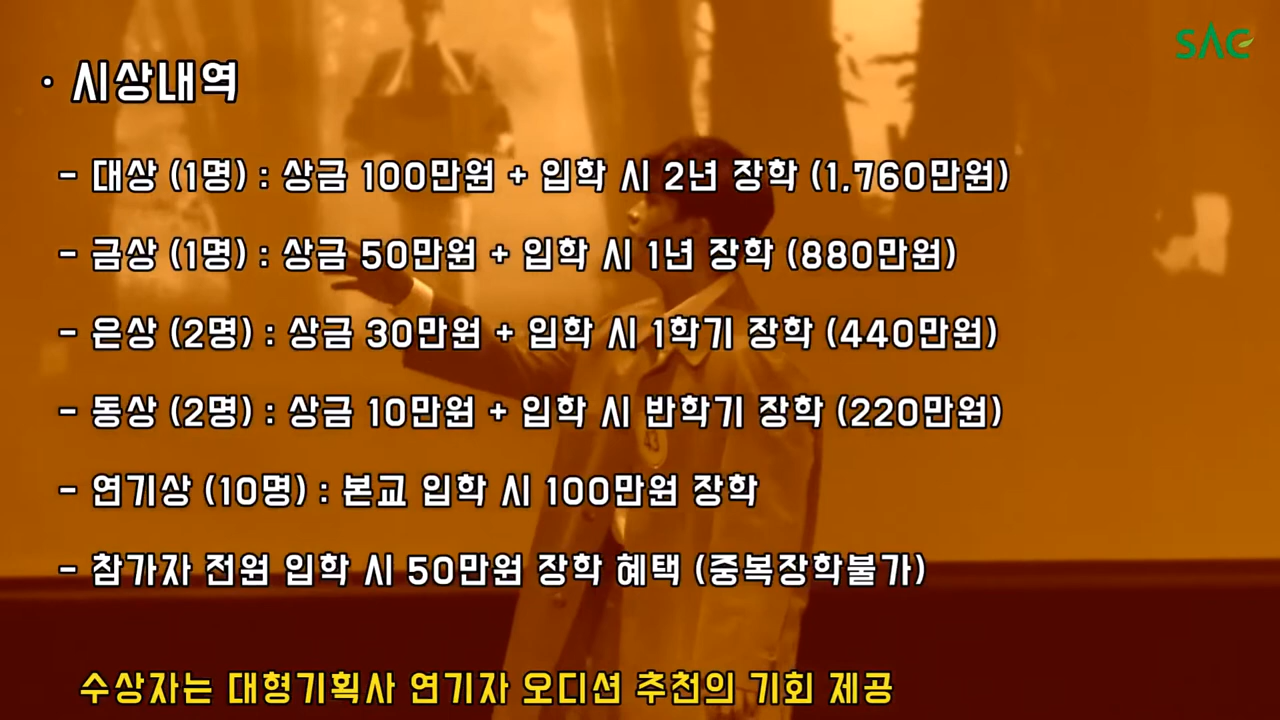 SAC
· 시상내역
- 대상 (1명) : 상금 100만원 + 입학 시 2년 장학 (1,760만원)
- 금상 (1명) : 상금 50만원 + 입학 시 1년 장학 (880만원)
- 은상 (2명) : 상금 30만원 + 입학 시 1학기 장학 (440만원)
- 동상 (2명) : 상금 10만원 + 입학 시 반학기 장학 (220만원)
43
- 연기상 (10명) : 본교 입학 시 100만원 장학
- 참가자 전원 입학 시 50만원 장학 혜택 (중복장학불가)
수상자는 대형기획사 연기자 오디션 추천의 기회 제공